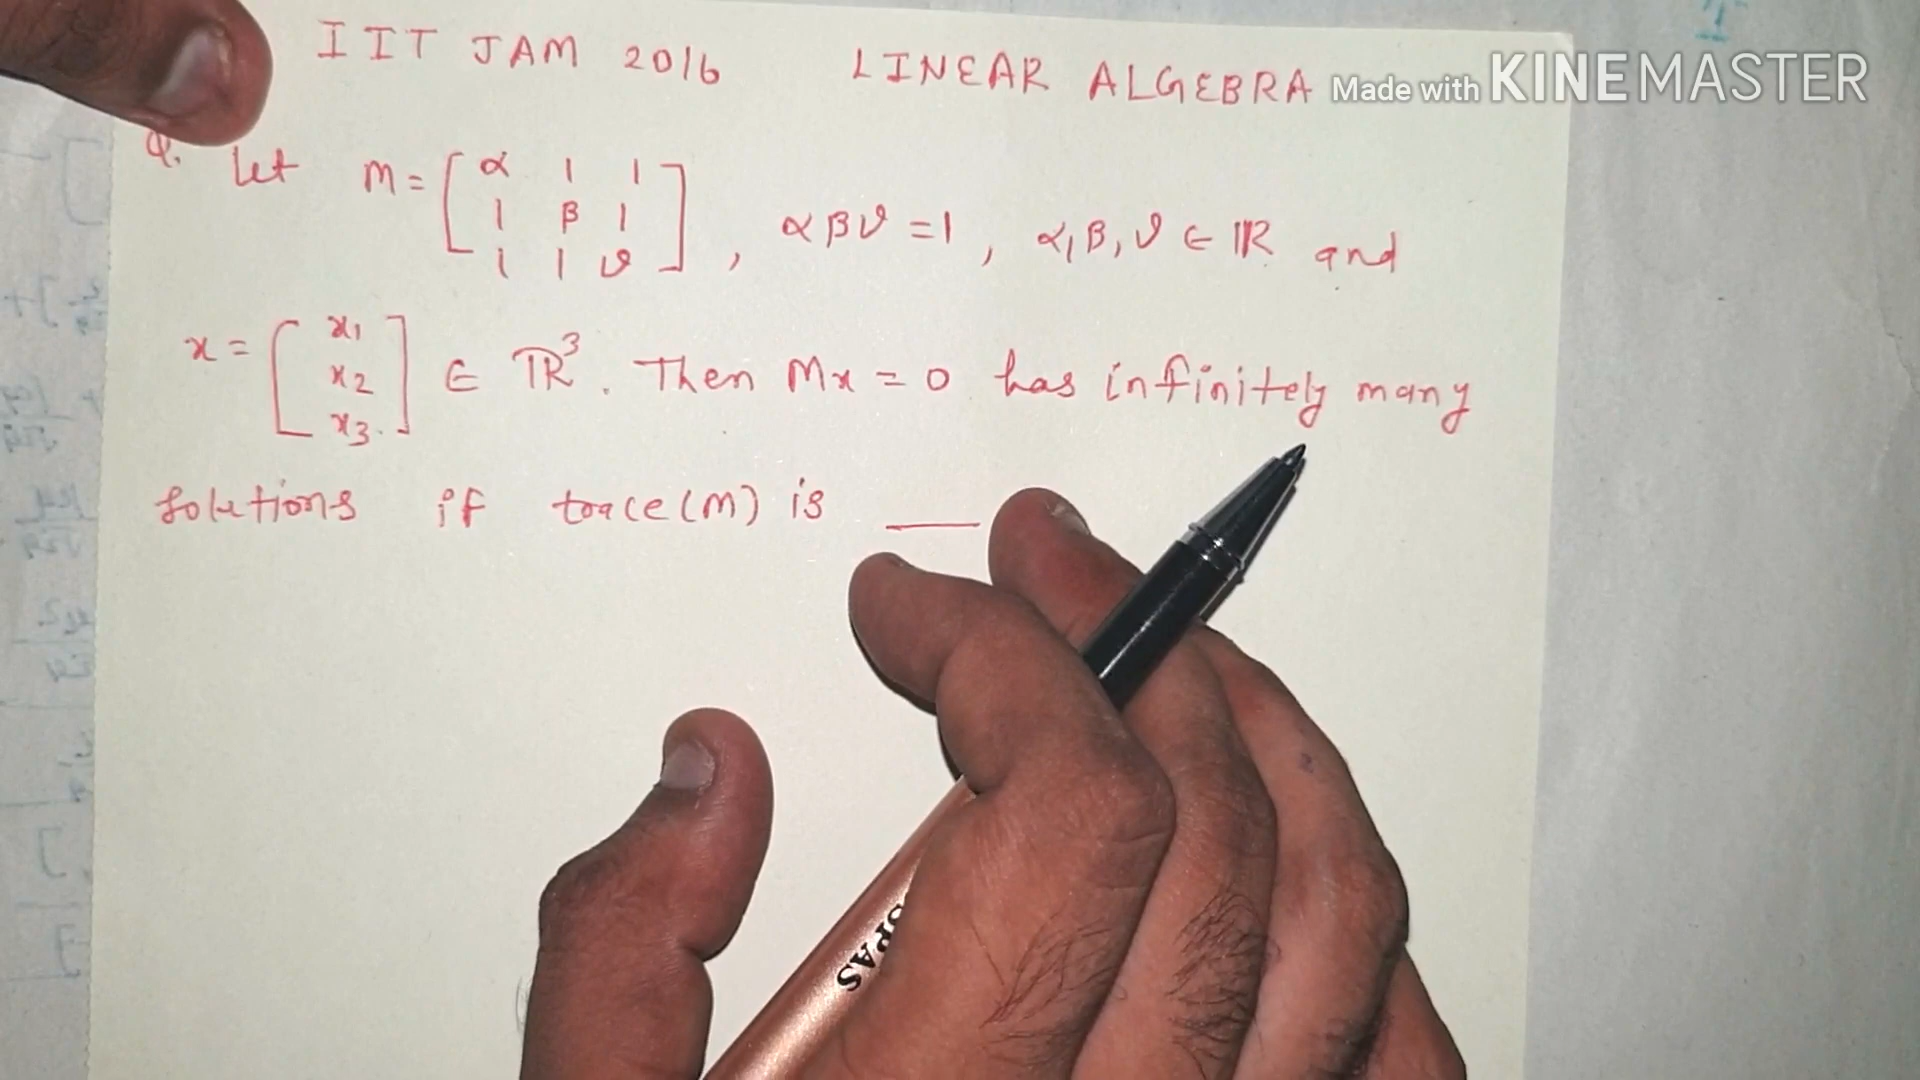 IIT JAM 2016 LINEAR ALGEBRA
Made with KINEMASTER
Q. Let M = [ α 1 1
1 β 1
1 1 ϑ ] , αβϑ = 1 , α, β, ϑ ∈ ℝ and
x = [ x1
x2
x3 ] ∈ ℝ³. Then Mx = 0 has infinitely many
solutions if trace(M) is ___
SPAS